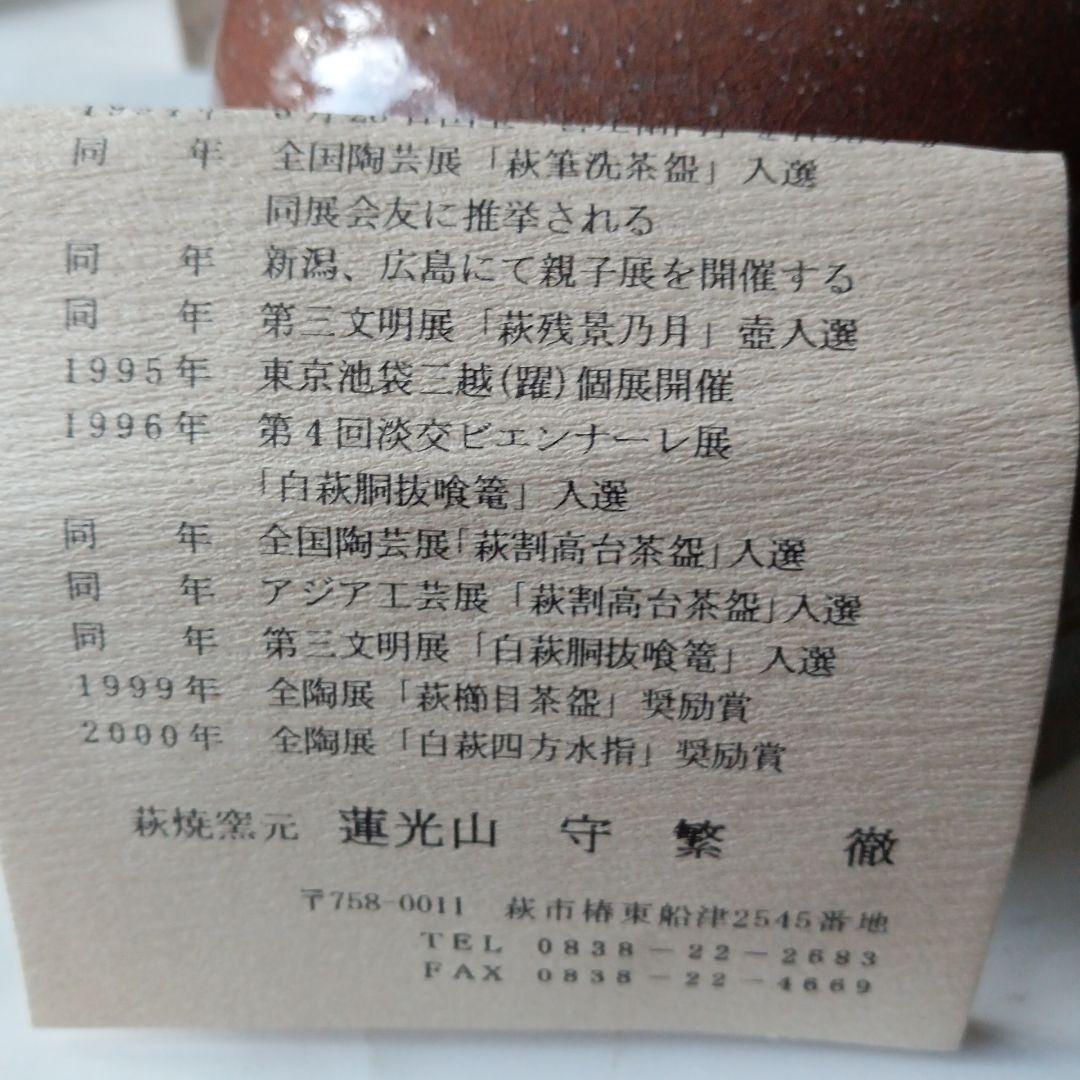 同　年　全国陶芸展「萩筆洗茶盌」入選
同展会友に推挙される
同　年　新潟、広島にて親子展を開催する
同　年　第三文明展「萩残景乃月」壺入選
1995年　東京池袋三越(躍)個展開催
1996年　第4回淡交ビエンナーレ展
「白萩胴抜喰篭」入選
同　年　全国陶芸展「萩割高台茶盌」入選
同　年　アジア工芸展「萩割高台茶盌」入選
同　年　第三文明展「白萩胴抜喰篭」入選
1999年　全陶展「萩櫛目茶盌」奨励賞
2000年　全陶展「白萩四方水指」奨励賞
萩焼窯元　蓮光山　守繁　徹
〒758-0011　萩市椿東船津2545番地
TEL 0838－22－2683
FAX 0838－22－4669